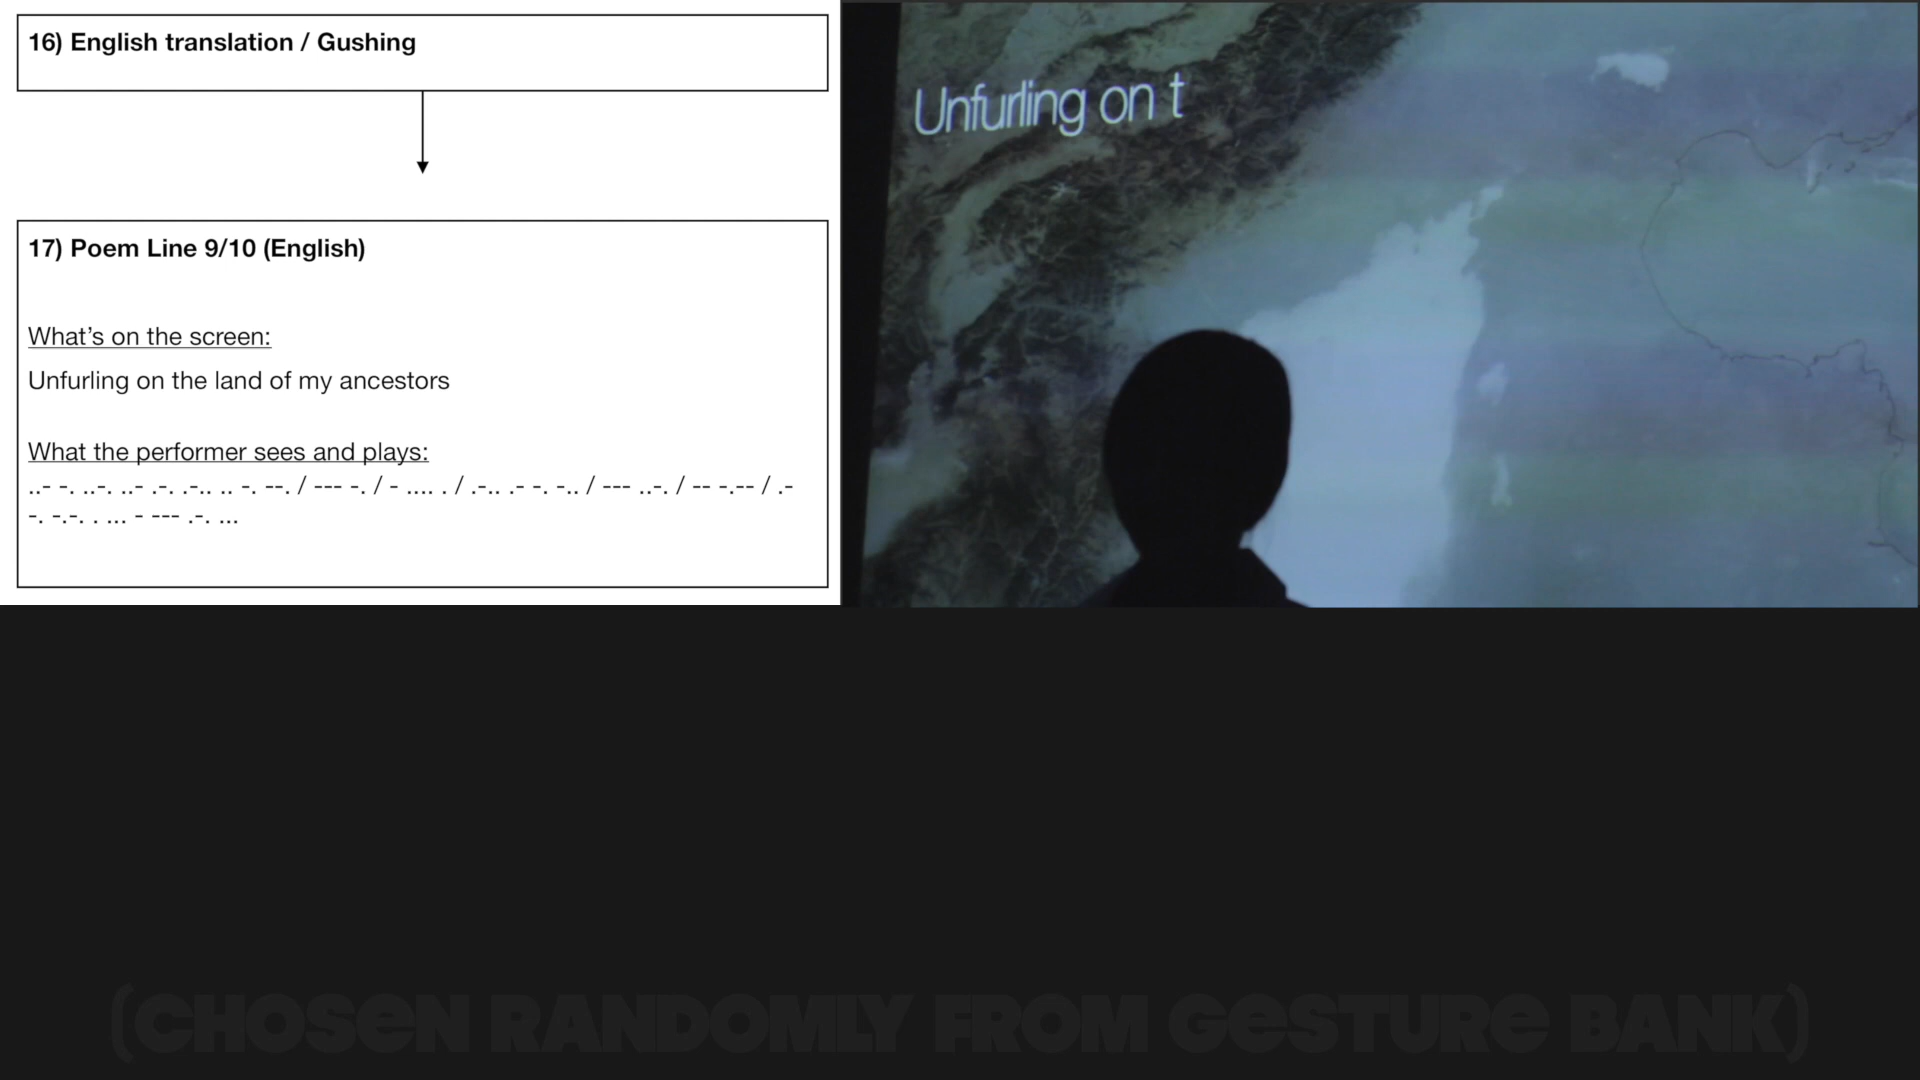 16) English translation / Gushing
17) Poem Line 9/10 (English)
What’s on the screen:
Unfurling on the land of my ancestors
What the performer sees and plays:
..- -. ..-. ..- .-. .-.. .. -. --. / --- -. / - .... . / .-.. .- -. -.. / --- ..-. / -- -.-- / .-
-. -.-. . ... - --- .-. ...
Unfurling on t
(CHOSEN RANDOMLY FROM GESTURE BANK)